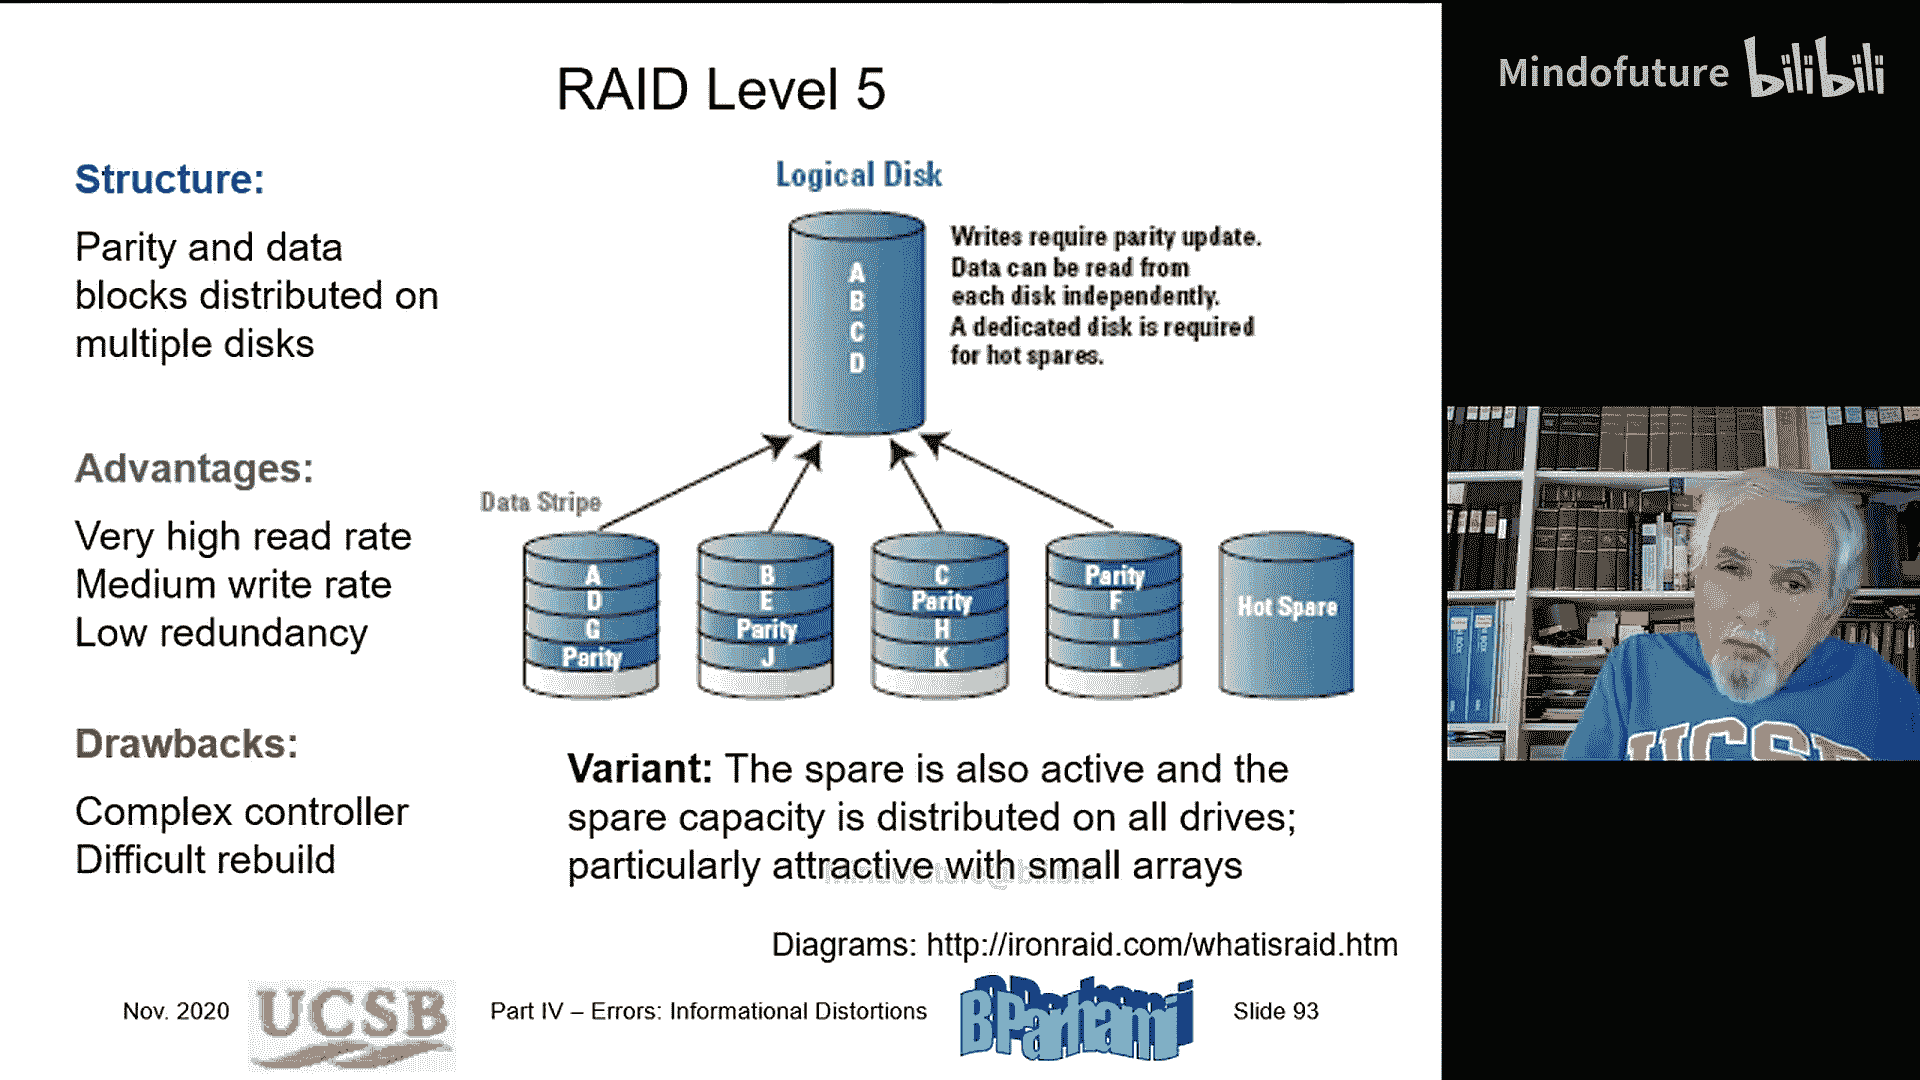 RAID Level 5
Mindofuture bilibili
Structure:
Parity and data
blocks distributed on
multiple disks
Advantages:
Very high read rate
Medium write rate
Low redundancy
Drawbacks:
Complex controller
Difficult rebuild
Logical Disk
A
B
C
D
Writes require parity update.
Data can be read from
each disk independently.
A dedicated disk is required
for hot spares.
Data Stripe
A
D
G
Parity
B
E
Parity
J
C
Parity
H
K
Parity
F
I
L
Hot Spare
Variant: The spare is also active and the
spare capacity is distributed on all drives;
particularly attractive with small arrays
Diagrams: http://ironraid.com/whatisraid.htm
Nov. 2020
UCSB
Part IV – Errors: Informational Distortions
B Parhami
Slide 93
UCSB